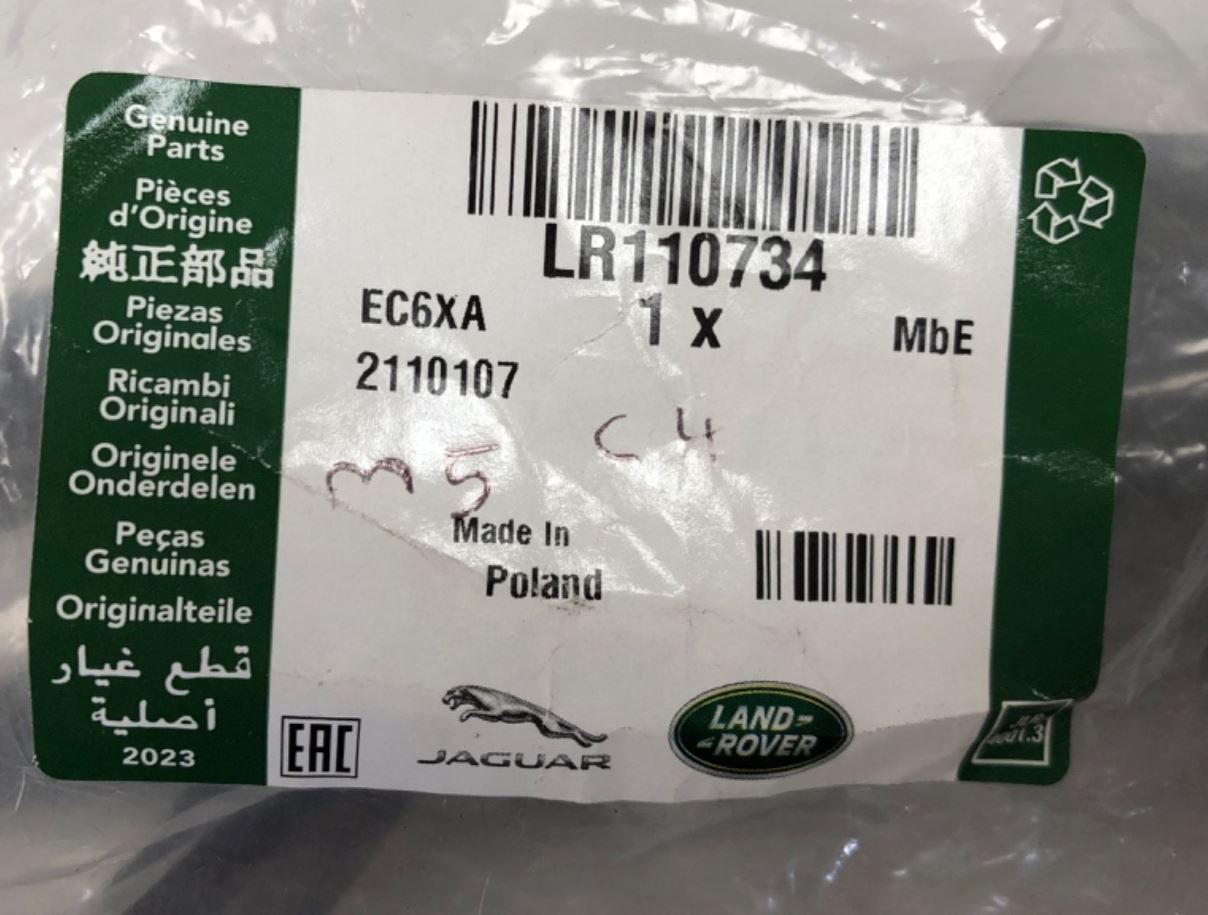 Genuine
Parts
Pièces
d'Origine
純正部品
Piezas
Originales
Ricambi
Originali
Originele
Onderdelen
Peças
Genuinas
Originalteile
قطع غيار
أصلية
2023
LR110734
EC6XA
1 x
MbE
2110107
C4
m5
Made In
Poland
EAC
JAGUAR
LAND-
-ROVER